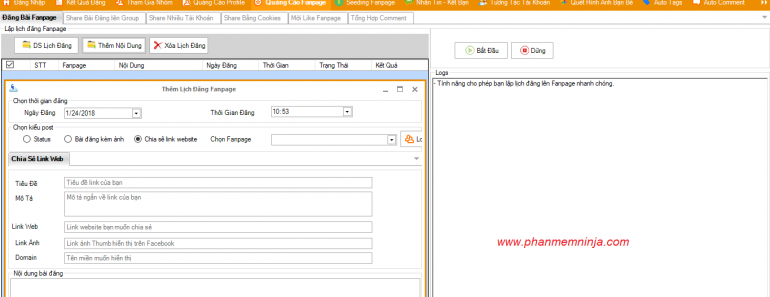 Đăng Nhập Kết Quả Đăng Tham Gia Nhóm Quảng Cáo Profile Quảng Cáo Fanpage Seeding Fanpage Nhắn Tin - Kết Bạn Tương Tác Tài Khoản Quét Hình Ảnh Bạn Bè Auto Tags Auto Comment
Đăng Bài Fanpage Share Bài Đăng lên Group Share Nhiều Tài Khoản Share Bằng Cookies Mời Like Fanpage Tổng Hợp Comment
Lập lịch đăng Fanpage
DS Lịch Đăng Thêm Nội Dung Xóa Lịch Đăng Bắt Đầu Dừng
STT Fanpage Nội Dung Ngày Đăng Thời Gian Trạng Thái Kết Quả
Logs
- Tính năng cho phép bạn lập lịch đăng lên Fanpage nhanh chóng.
Thêm Lịch Đăng Fanpage
Chọn thời gian đăng
Ngày Đăng 1/24/2018 Thời Gian Đăng 10:53
Chọn kiểu post
Status Bài đăng kèm ảnh Chia sẻ link website Chọn Fanpage
Chia Sẻ Link Web
Tiêu Đề Tiêu đề link của bạn
Mô Tả Mô tả ngắn về link của bạn
Link Web Link website bạn muốn chia sẻ
Link Ảnh Link ảnh Thumb hiển thị trên Facebook
Domain Tên miền muốn hiển thị
Nội dung bài đăng
www.phanmemninja.com